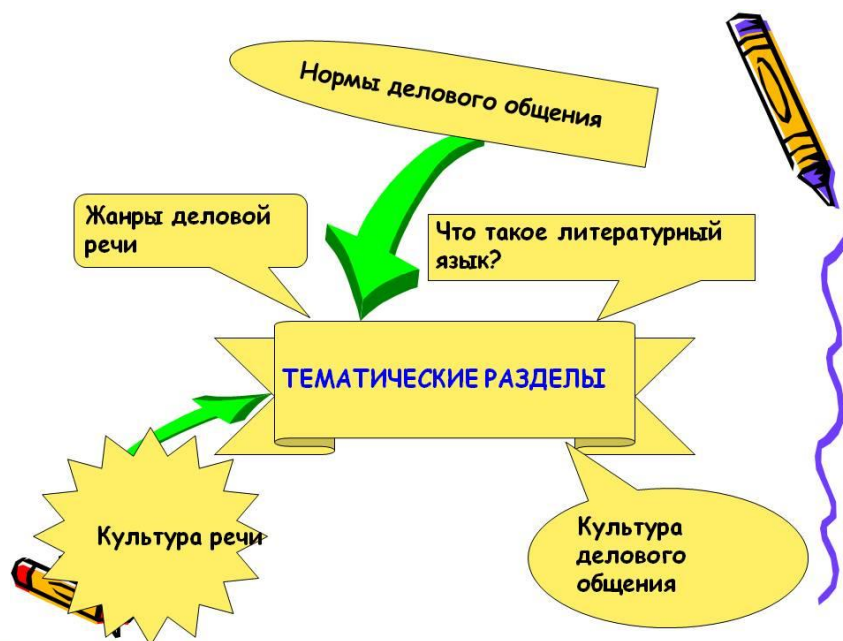 Нормы делового общения
Жанры деловой
речи
Что такое литературный
язык?
ТЕМАТИЧЕСКИЕ РАЗДЕЛЫ
Культура речи
Культура
делового
общения